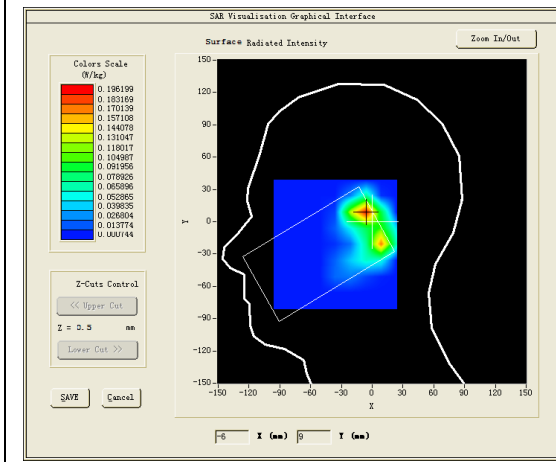 SAR Visualisation Graphical Interface
Surface Radiated Intensity
Zoom In/Out
Colors Scale
(W/kg)
0.196199
0.183169
0.170139
0.157108
0.144078
0.131047
0.118017
0.104987
0.091956
0.078926
0.065896
0.052865
0.039835
0.026804
0.013774
0.000744
150
120
90
60
30
0
-30
-60
-90
-120
-150
Y
-150 -120 -90 -60 -30 0 30 60 90 120 150
X
Z-Cuts Control
<< Upper Cut
Z = 3.5 mm
Lower Cut >>
SAVE Cancel
-6 X (mm) 9 Y (mm)